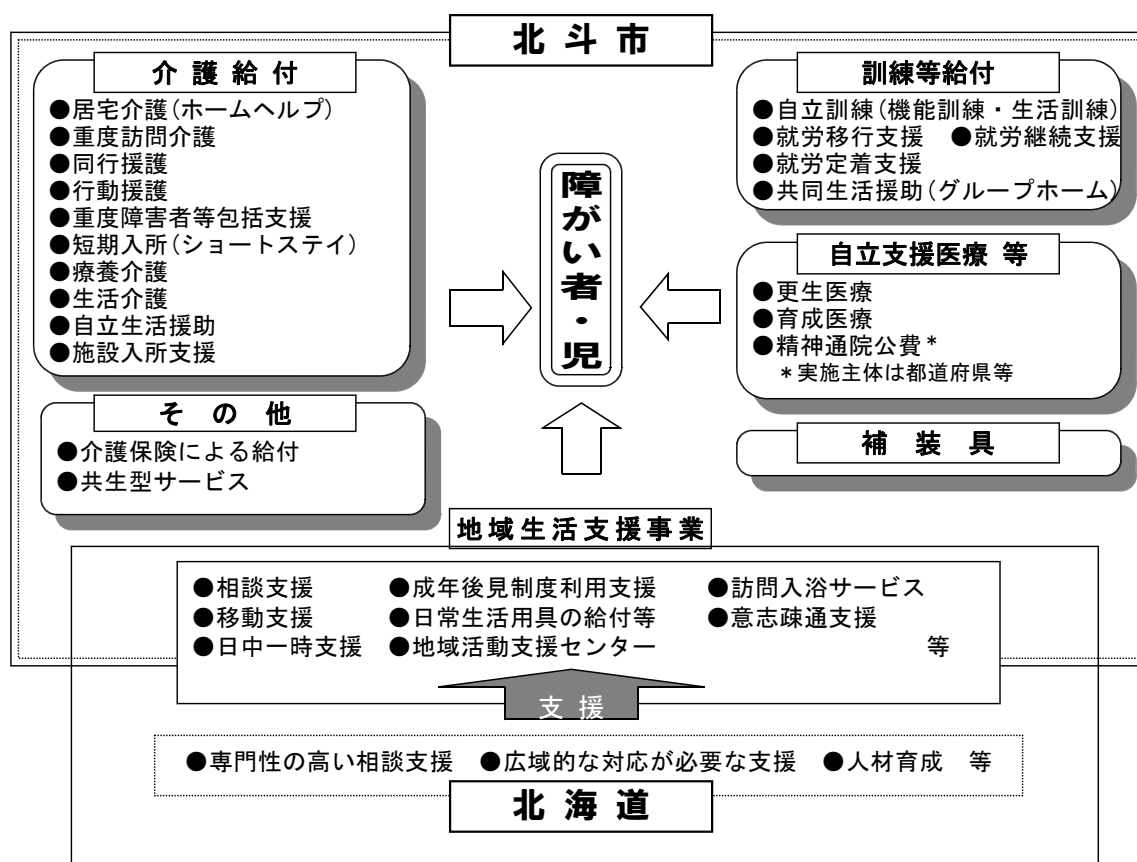 北斗市
介護給付
●居宅介護(ホームヘルプ)
●重度訪問介護
●同行援護
●行動援護
●重度障害者等包括支援
●短期入所(ショートステイ)
●療養介護
●生活介護
●自立生活援助
●施設入所支援
その他
●介護保険による給付
●共生型サービス
障がい者・児
訓練等給付
●自立訓練(機能訓練・生活訓練)
●就労移行支援 ●就労継続支援
●就労定着支援
●共同生活援助(グループホーム)
自立支援医療 等
●更生医療
●育成医療
●精神通院公費*
*実施主体は都道府県等
補装具
地域生活支援事業
●相談支援 ●成年後見制度利用支援 ●訪問入浴サービス
●移動支援 ●日常生活用具の給付等 ●意志疎通支援
●日中一時支援 ●地域活動支援センター 等
支援
●専門性の高い相談支援 ●広域的な対応が必要な支援 ●人材育成 等
北海道